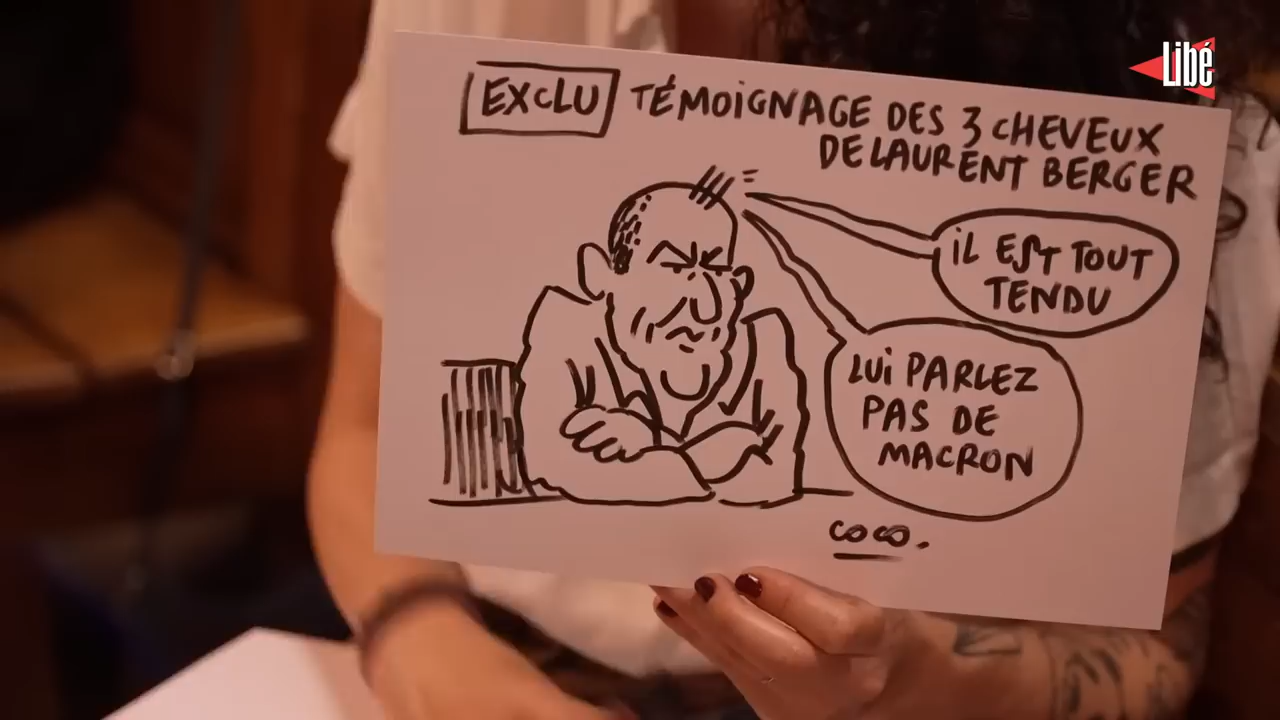 Libé
EXCLU TÉMOIGNAGE DES 3 CHEVEUX
DE LAURENT BERGER
IL EST TOUT
TENDU
LUI PARLEZ
PAS DE
MACRON
COCO.